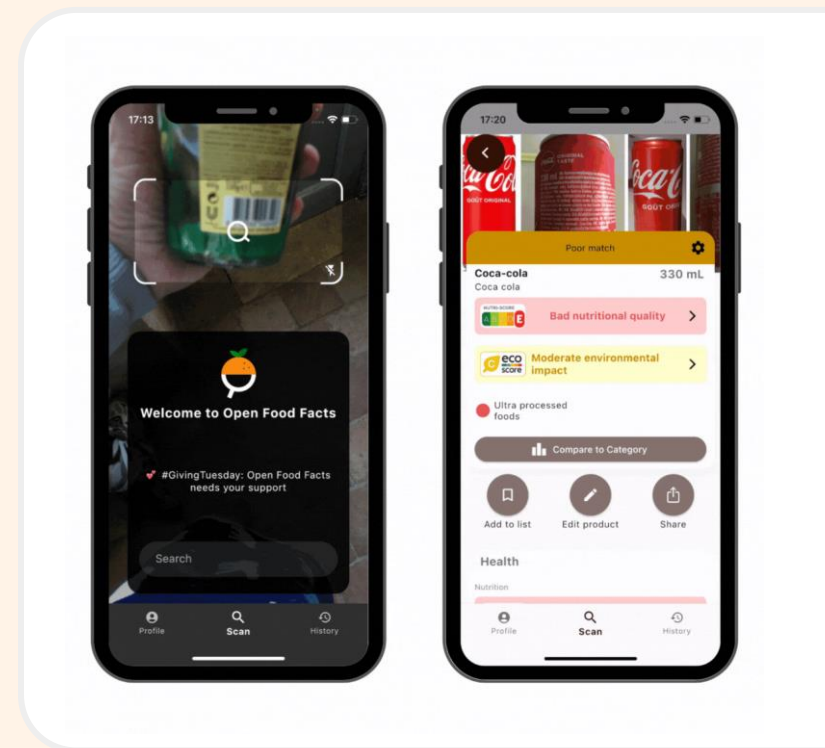 17:13
Welcome to Open Food Facts
💕 #GivingTuesday: Open Food Facts
needs your support
Search
Profile
Scan
History
17:20
Coca-Cola
GOÛT ORIGINAL
ORIGINAL
TASTE
Coca-Cola
GOÛT ORIGINAL
Poor match
Coca-cola
330 mL
Coca cola
NUTRI-SCORE
A B C D E
Bad nutritional quality
C
eco
score
Moderate environmental
impact
Ultra processed
foods
Compare to Category
Add to list
Edit product
Share
Health
Nutrition
Profile
Scan
History